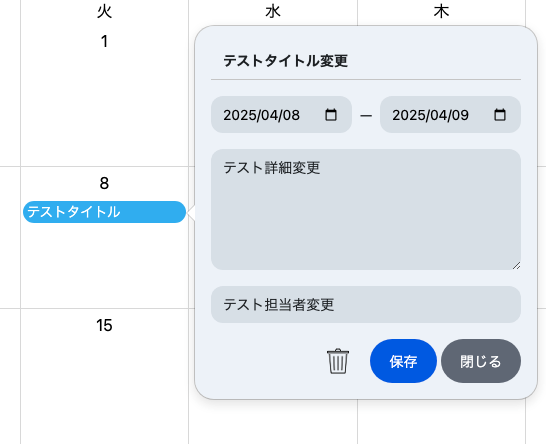 火 水 木
1
テストタイトル変更
2025/04/08 — 2025/04/09
テスト詳細変更
8
テストタイトル
テスト担当者変更
15
保存 閉じる